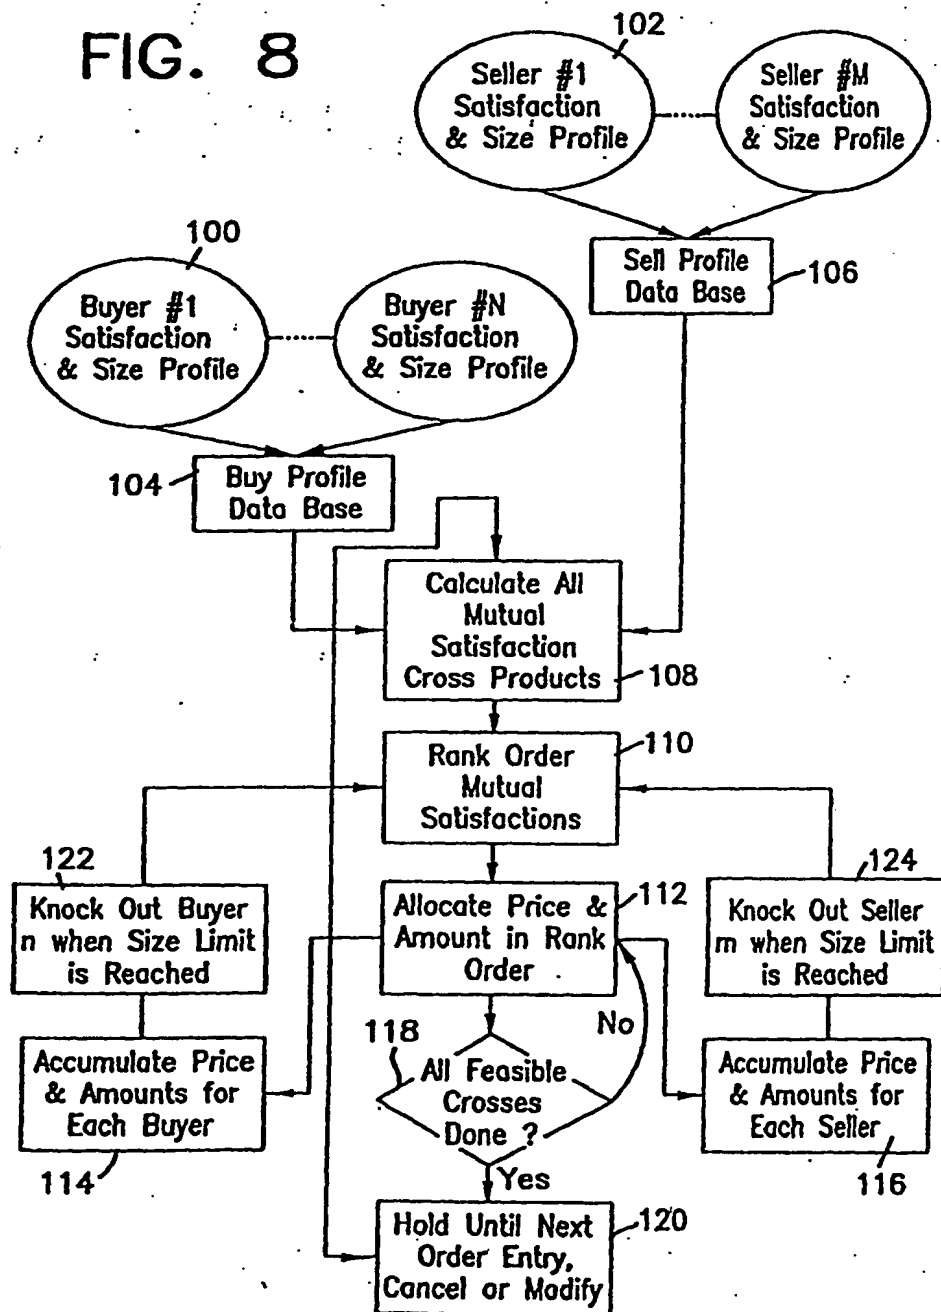 FIG. 8
102
Seller #1
Satisfaction
& Size Profile
Seller #M
Satisfaction
& Size Profile
100
Buyer #1
Satisfaction
& Size Profile
Buyer #N
Satisfaction
& Size Profile
Sell Profile
Data Base
106
104
Buy Profile
Data Base
Calculate All
Mutual
Satisfaction
Cross Products
108
Rank Order
Mutual
Satisfactions
110
122
Knock Out Buyer
n when Size Limit
is Reached
Allocate Price &
Amount in Rank
Order
112
124
Knock Out Seller
m when Size Limit
is Reached
No
118
All Feasible
Crosses
Done ?
Accumulate Price
& Amounts for
Each Buyer
114
Accumulate Price
& Amounts for
Each Seller
116
Yes
Hold Until Next
Order Entry,
Cancel or Modify
120